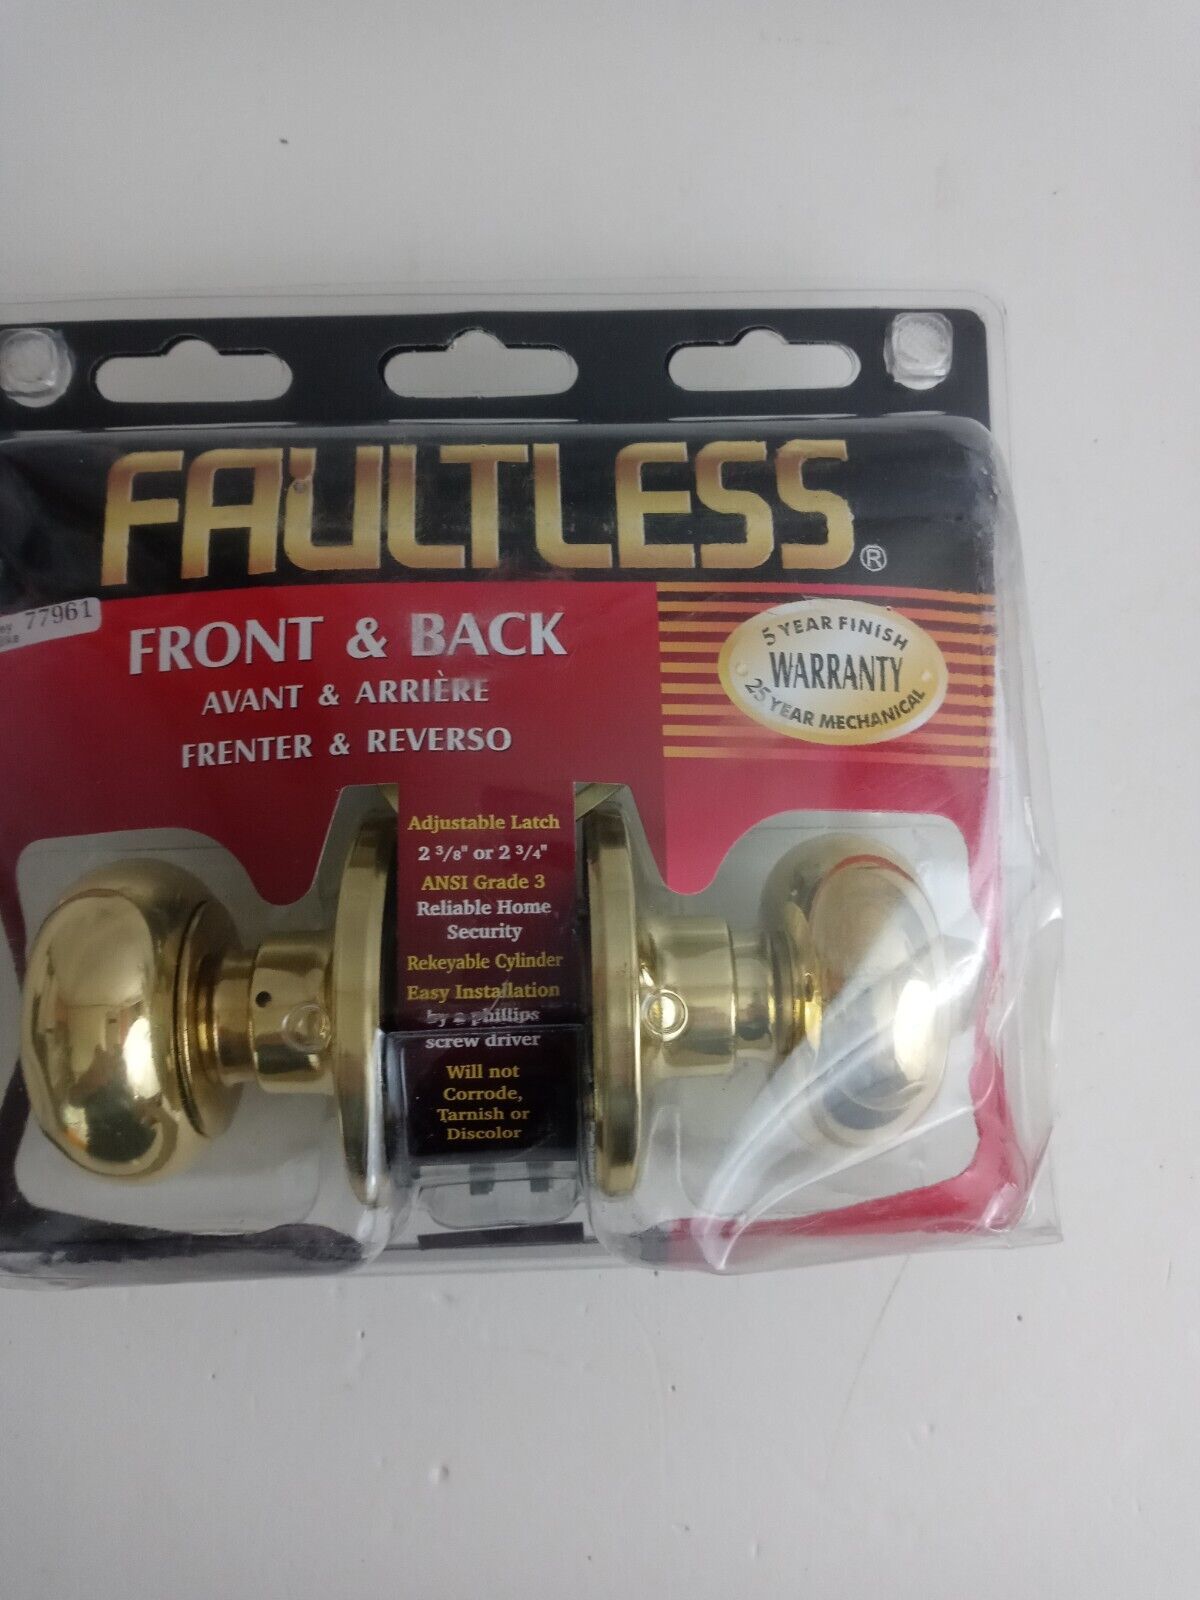 FAULTLESS®
77961
FRONT & BACK
AVANT & ARRIÈRE
FRENTER & REVERSO
5 YEAR FINISH
WARRANTY
25 YEAR MECHANICAL
Adjustable Latch
2 3/8" or 2 3/4"
ANSI Grade 3
Reliable Home
Security
Rekeyable Cylinder
Easy Installation
by a phillips
screw driver
Will not
Corrode,
Tarnish or
Discolor